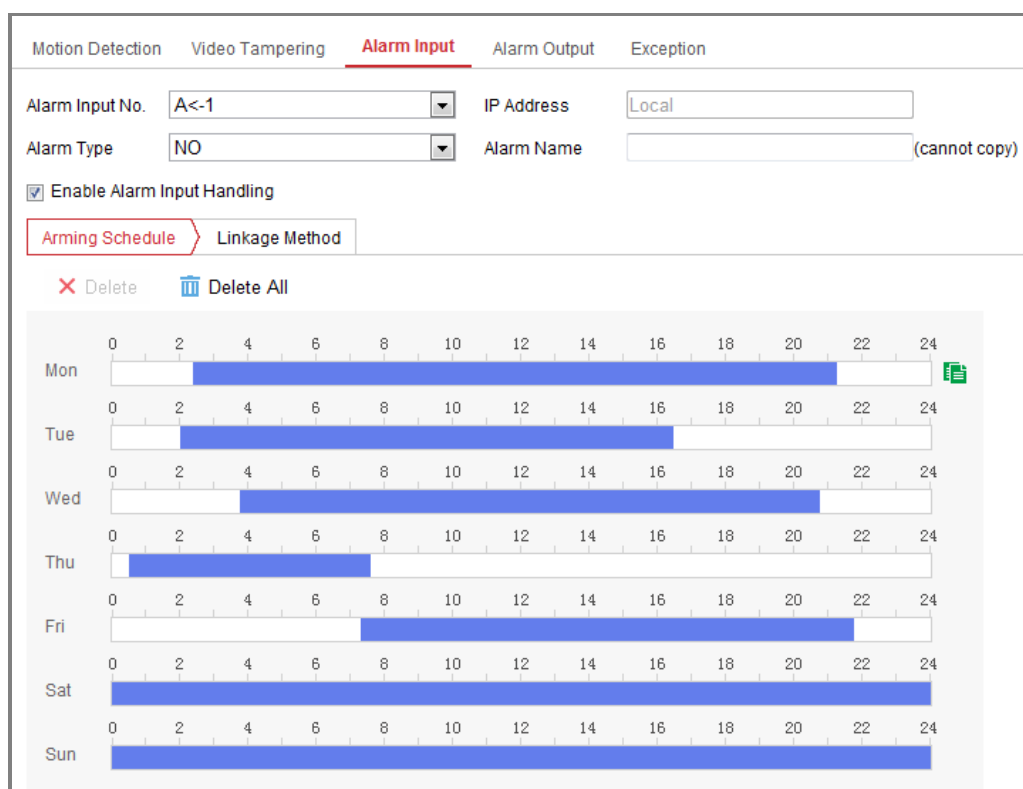 Motion Detection Video Tampering Alarm Input Alarm Output Exception
Alarm Input No. A<-1 IP Address Local
Alarm Type NO Alarm Name (cannot copy)
Enable Alarm Input Handling
Arming Schedule Linkage Method
Delete Delete All
0 2 4 6 8 10 12 14 16 18 20 22 24
Mon
0 2 4 6 8 10 12 14 16 18 20 22 24
Tue
0 2 4 6 8 10 12 14 16 18 20 22 24
Wed
0 2 4 6 8 10 12 14 16 18 20 22 24
Thu
0 2 4 6 8 10 12 14 16 18 20 22 24
Fri
0 2 4 6 8 10 12 14 16 18 20 22 24
Sat
0 2 4 6 8 10 12 14 16 18 20 22 24
Sun